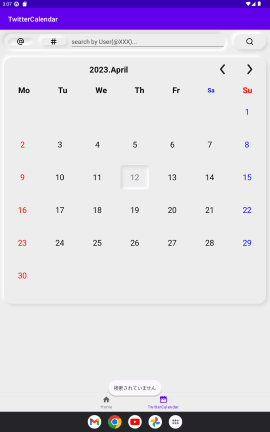 3:07
TwitterCalendar
@ # search by User(@XXX)...
2023.April
Mo Tu We Th Fr Sa Su
1
2 3 4 5 6 7 8
9 10 11 12 13 14 15
16 17 18 19 20 21 22
23 24 25 26 27 28 29
30
検索されていません
Home TwitterCalendar